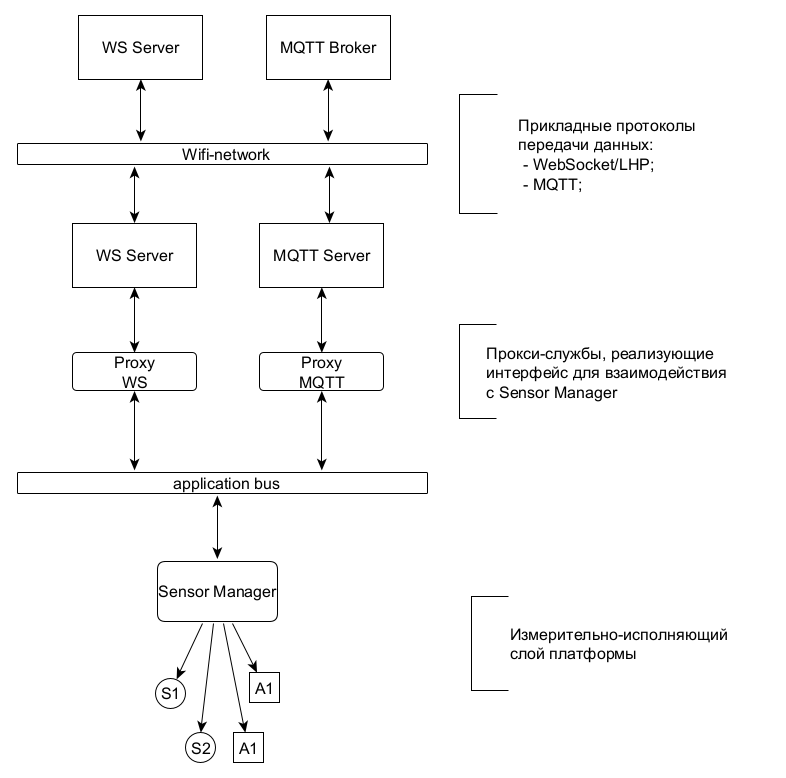 WS Server
MQTT Broker
Wifi-network
Прикладные протоколы
передачи данных:
- WebSocket/LHP;
- MQTT;
WS Server
MQTT Server
Proxy
WS
Proxy
MQTT
Прокси-службы, реализующие
интерфейс для взаимодействия
с Sensor Manager
application bus
Sensor Manager
Измерительно-исполняющий
слой платформы
S1
A1
S2
A1